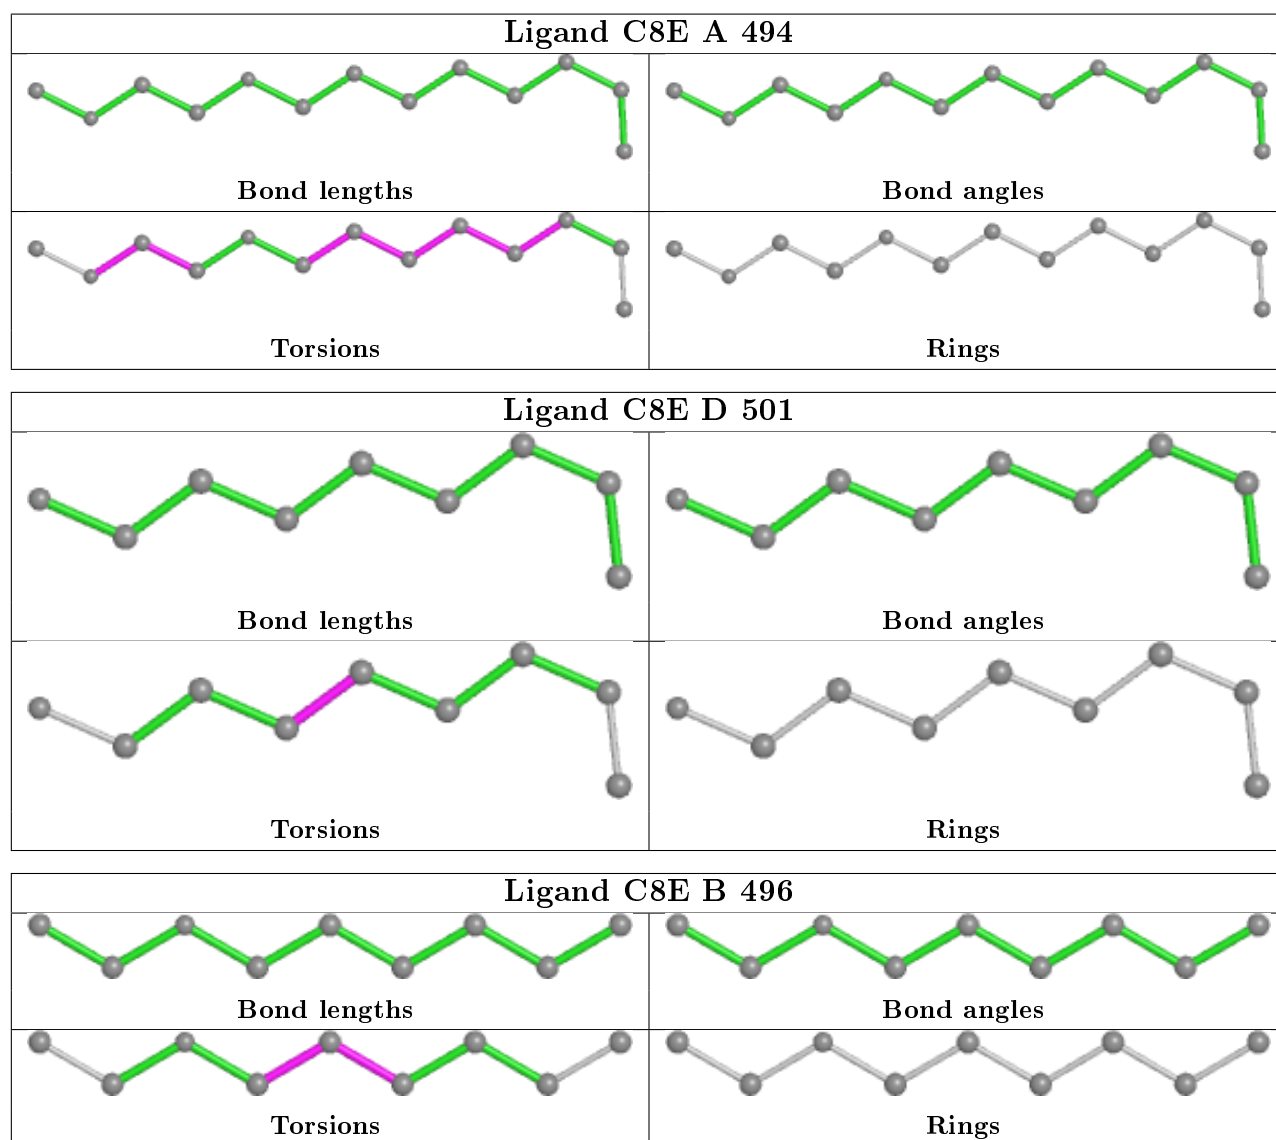 Ligand C8E A 494
Bond lengths
Bond angles
Torsions
Rings
Ligand C8E D 501
Bond lengths
Bond angles
Torsions
Rings
Ligand C8E B 496
Bond lengths
Bond angles
Torsions
Rings